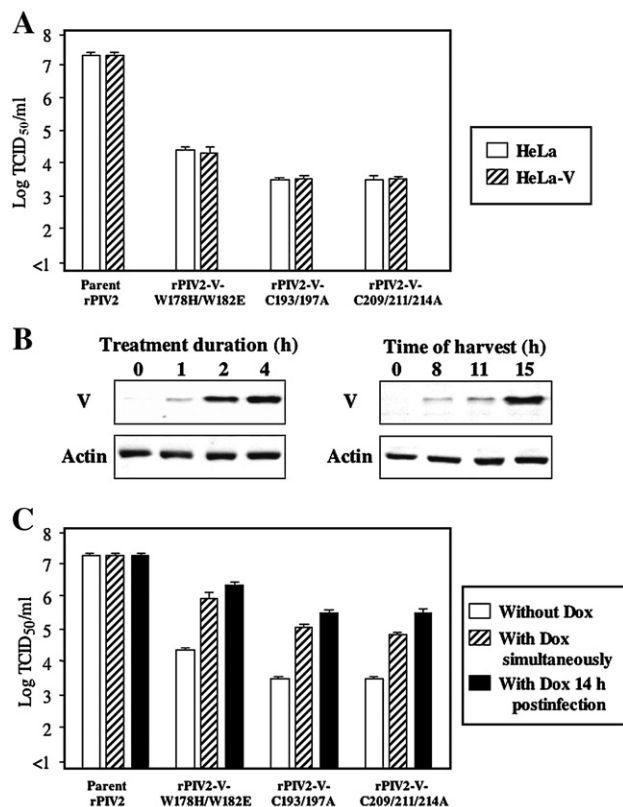 A
Log TCID50/ml
8
7
6
5
4
3
2
<1
Parent
rPIV2
rPIV2-V-
W178H/W182E
rPIV2-V-
C193/197A
rPIV2-V-
C209/211/214A
HeLa
HeLa-V
B
Treatment duration (h)
0 1 2 4
V
Actin
Time of harvest (h)
0 8 11 15
V
Actin
C
Log TCID50/ml
8
7
6
5
4
3
2
<1
Parent
rPIV2
rPIV2-V-
W178H/W182E
rPIV2-V-
C193/197A
rPIV2-V-
C209/211/214A
Without Dox
With Dox
simultaneously
With Dox 14 h
postinfection